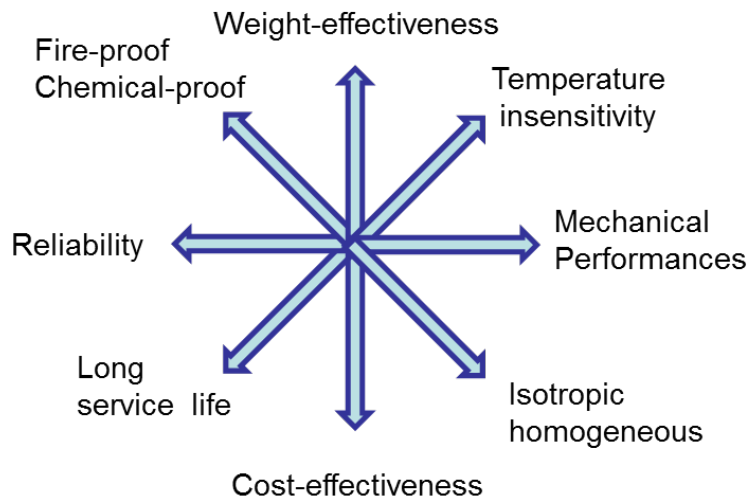 Weight-effectiveness
Fire-proof
Chemical-proof
Temperature
insensitivity
Reliability
Mechanical
Performances
Long
service life
Isotropic
homogeneous
Cost-effectiveness